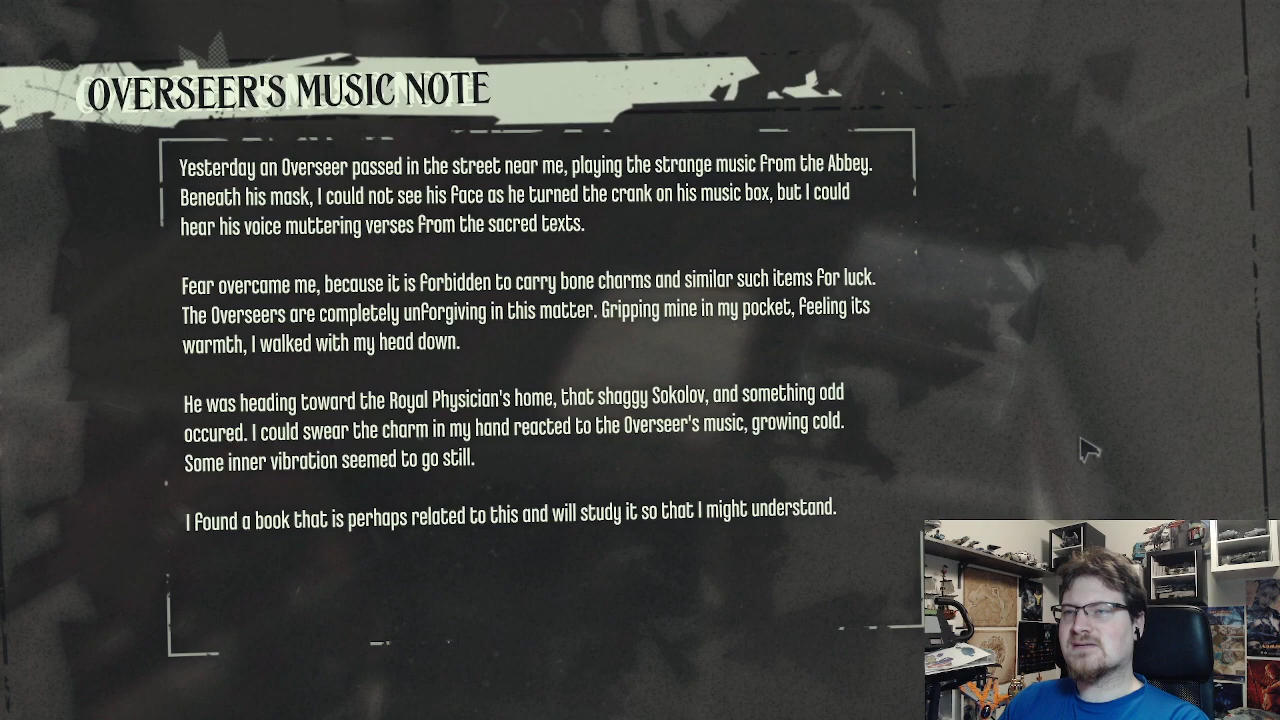 OVERSEER'S MUSIC NOTE
Yesterday an Overseer passed in the street near me, playing the strange music from the Abbey.
Beneath his mask, I could not see his face as he turned the crank on his music box, but I could
hear his voice muttering verses from the sacred texts.
Fear overcame me, because it is forbidden to carry bone charms and similar such items for luck.
The Overseers are completely unforgiving in this matter. Gripping mine in my pocket, feeling its
warmth, I walked with my head down.
He was heading toward the Royal Physician's home, that shaggy Sokolov, and something odd
occured. I could swear the charm in my hand reacted to the Overseer's music, growing cold.
Some inner vibration seemed to go still.
I found a book that is perhaps related to this and will study it so that I might understand.